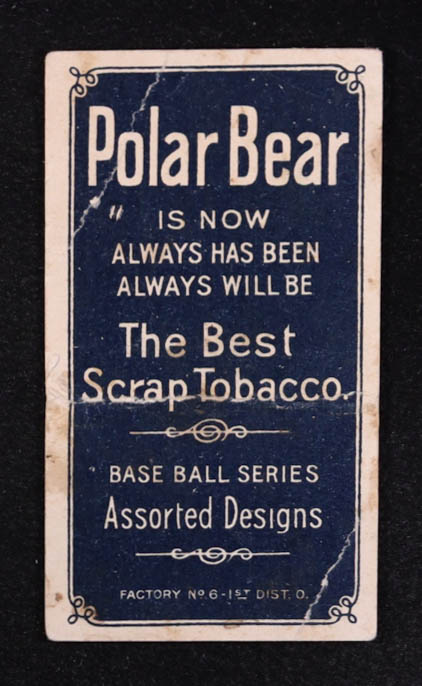 Polar Bear
" IS NOW
ALWAYS HAS BEEN
ALWAYS WILL BE
The Best
Scrap Tobacco.
BASE BALL SERIES
Assorted Designs
FACTORY No. 6 - 1ST DIST. O.